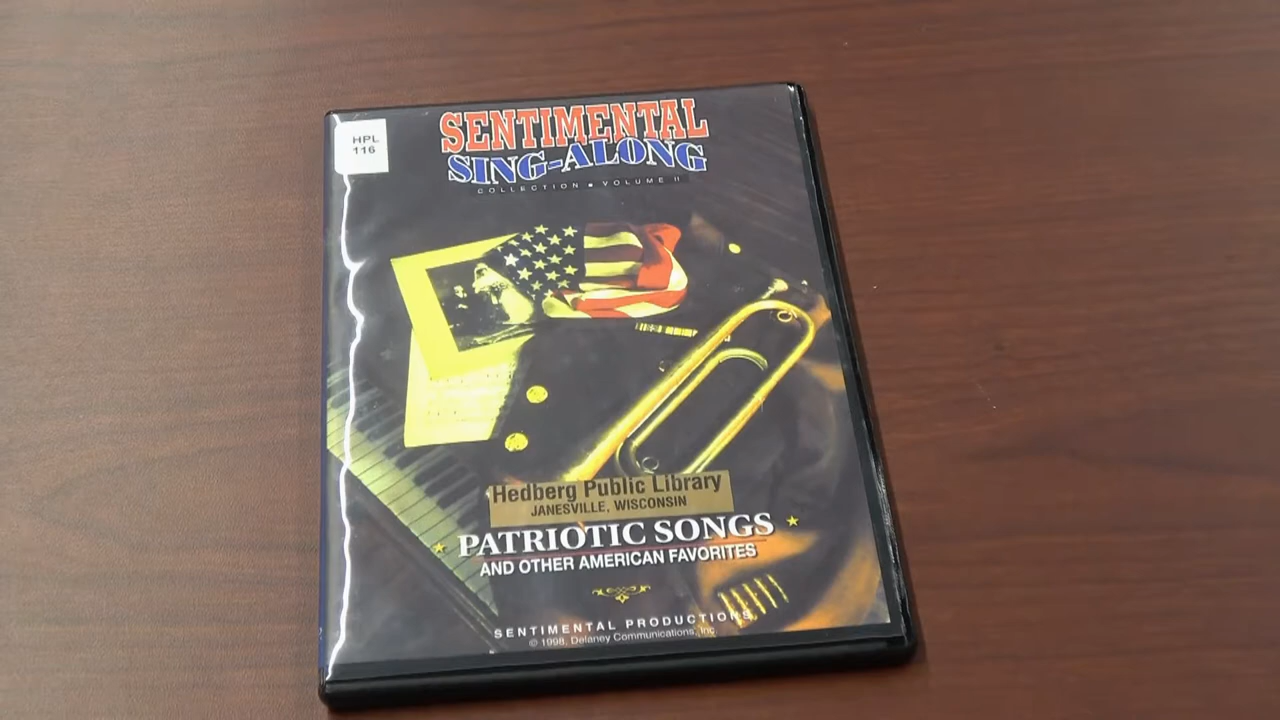 HPL
116
SENTIMENTAL
SING-ALONG
COLLECTION ▪ VOLUME II
Hedberg Public Library
JANESVILLE, WISCONSIN
PATRIOTIC SONGS
AND OTHER AMERICAN FAVORITES
SENTIMENTAL PRODUCTIONS
© 1998, Delaney Communications, Inc.